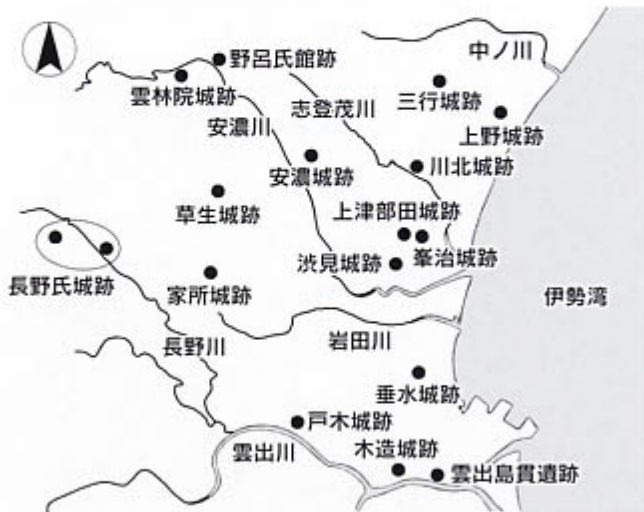 野呂氏館跡
中ノ川
雲林院城跡
三行城跡
志登茂川
上野城跡
安濃川
安濃城跡
川北城跡
草生城跡
上津部田城跡
渋見城跡
峯治城跡
長野氏城跡
家所城跡
伊勢湾
長野川
岩田川
垂水城跡
戸木城跡
雲出川
木造城跡
雲出島貫遺跡